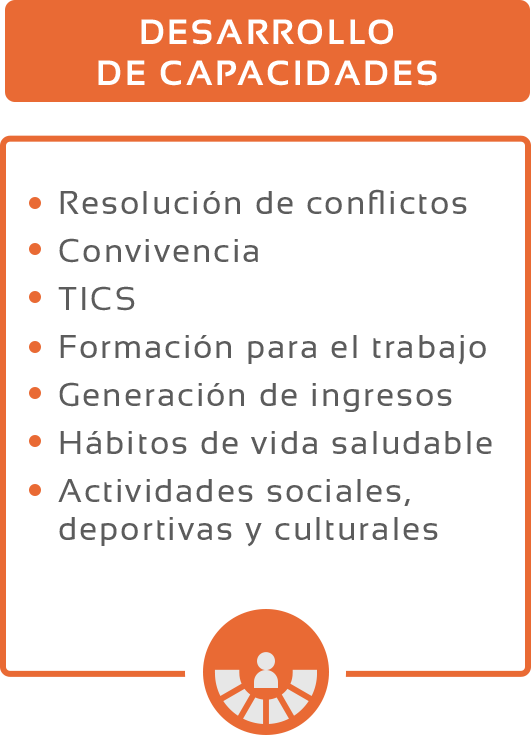 DESARROLLO
DE CAPACIDADES
• Resolución de conflictos
• Convivencia
• TICS
• Formación para el trabajo
• Generación de ingresos
• Hábitos de vida saludable
• Actividades sociales,
deportivas y culturales